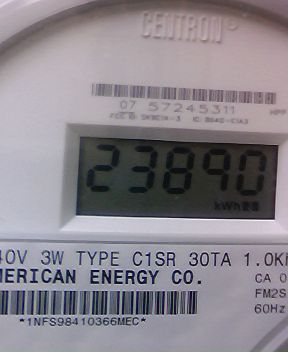 CENTRON®
07 57245311
23890
kWh
40V 3W TYPE C1SR 30TA 1.0K
MERICAN ENERGY CO.
CA 0
FM2S
60Hz
*1NFS98410366MEC*